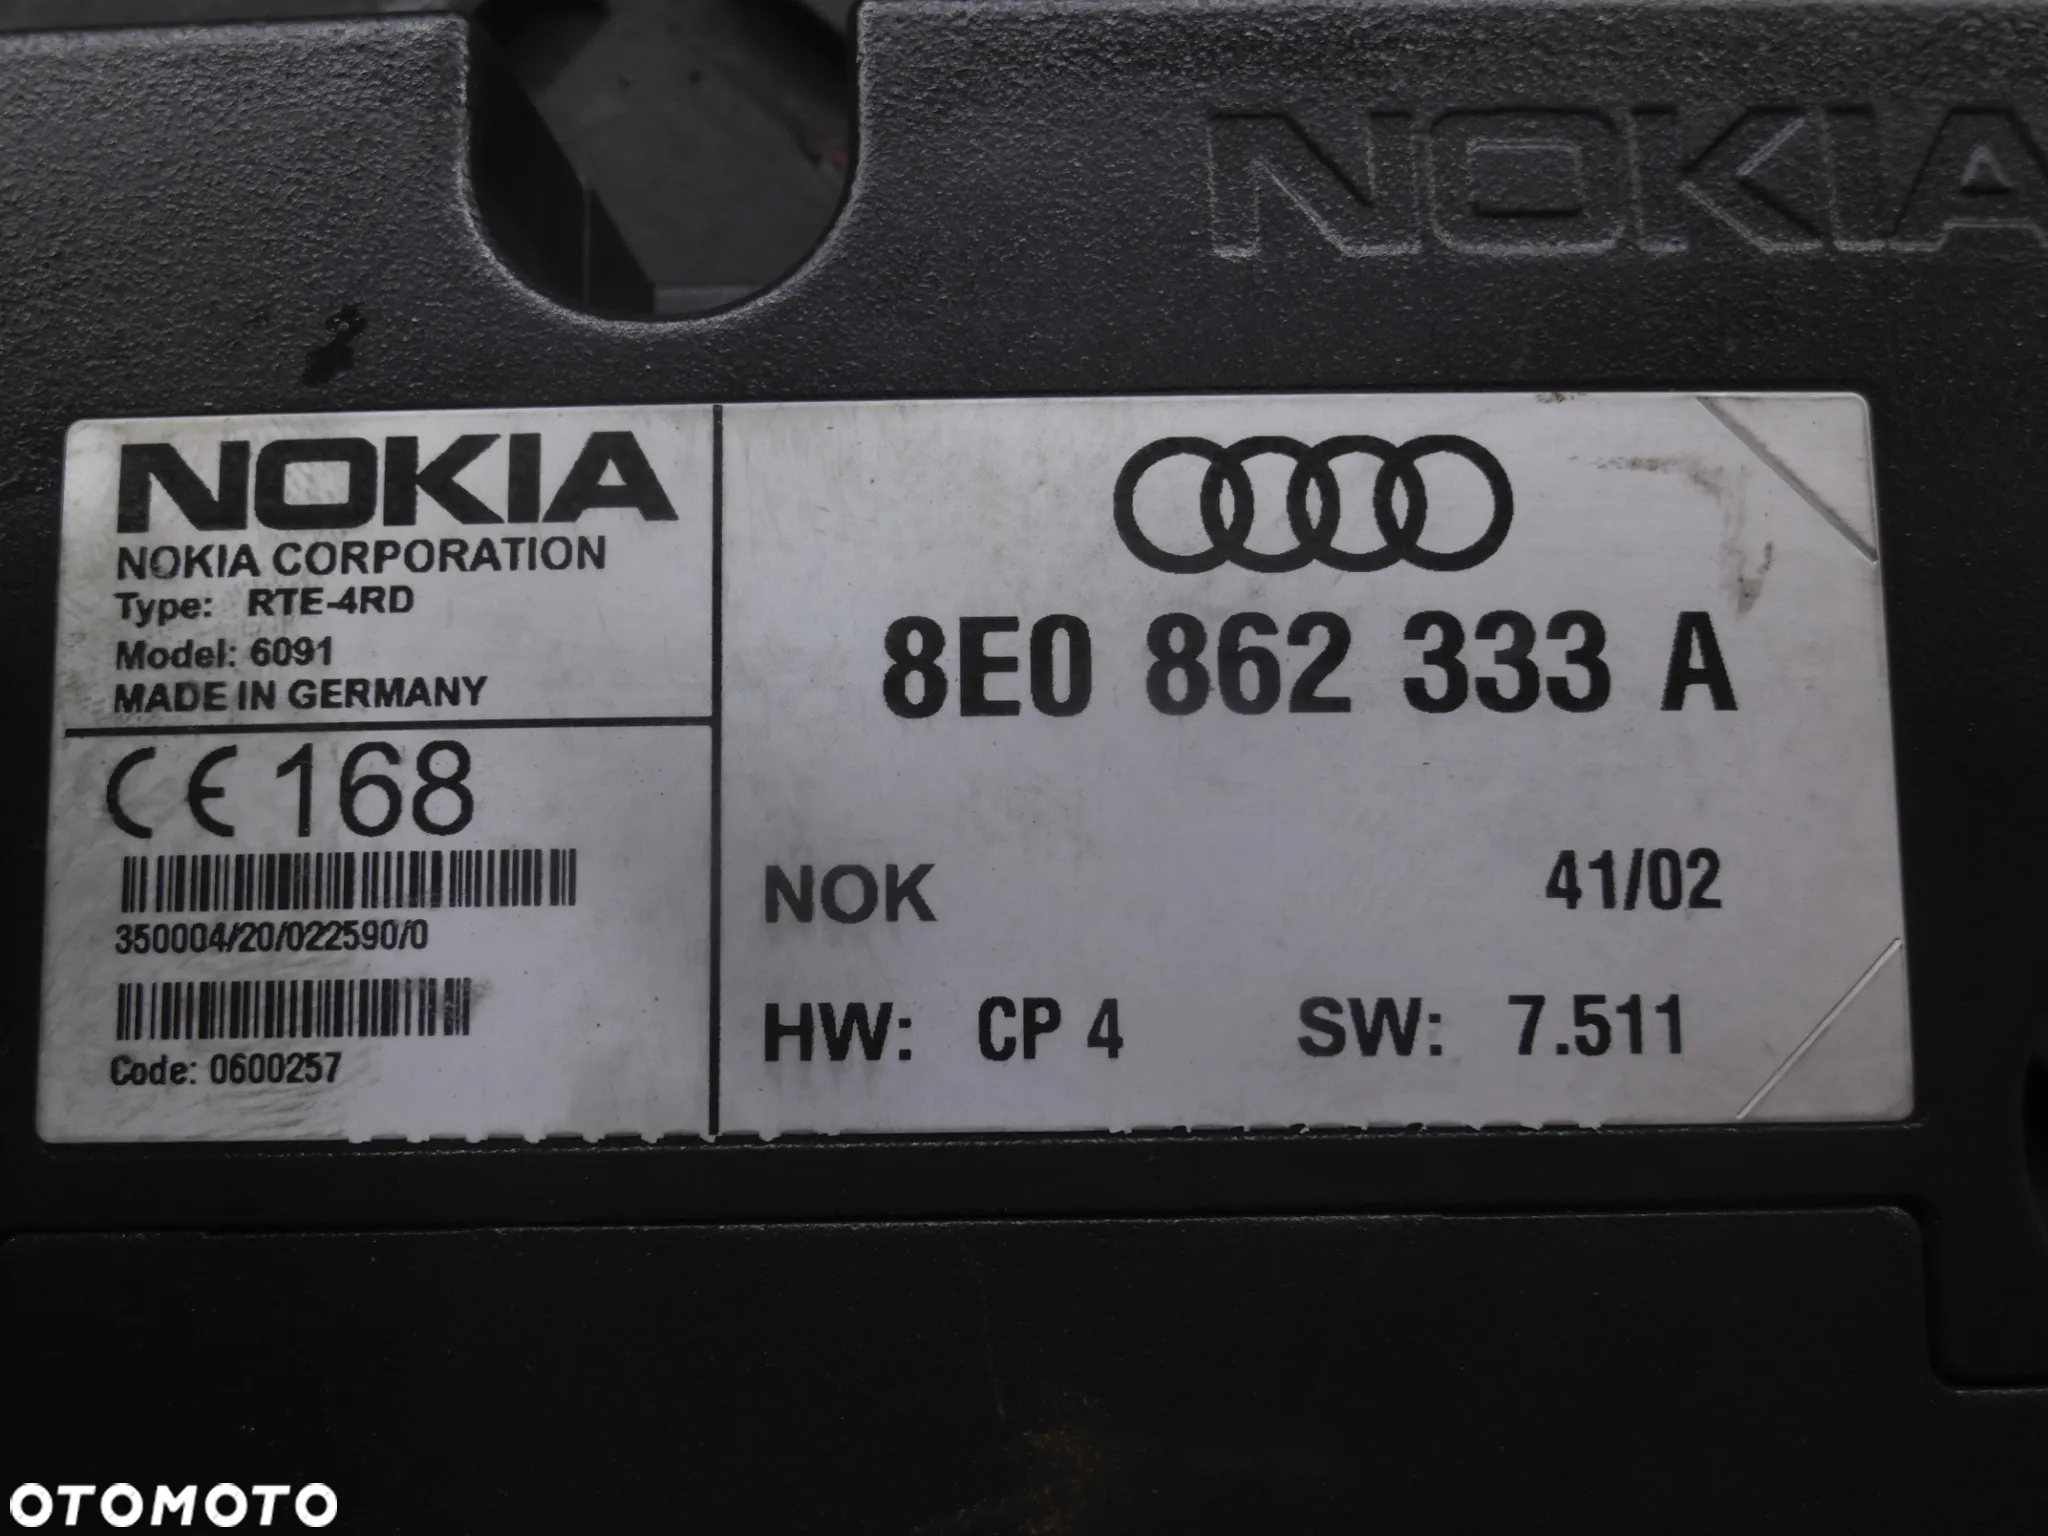 NOKIA
NOKIA
NOKIA CORPORATION
Type: RTE-4RD
Model: 6091
MADE IN GERMANY
CE 168
350004/20/022590/0
Code: 0600257
8E0 862 333 A
NOK 41/02
HW: CP 4 SW: 7.511
OTOMOTO